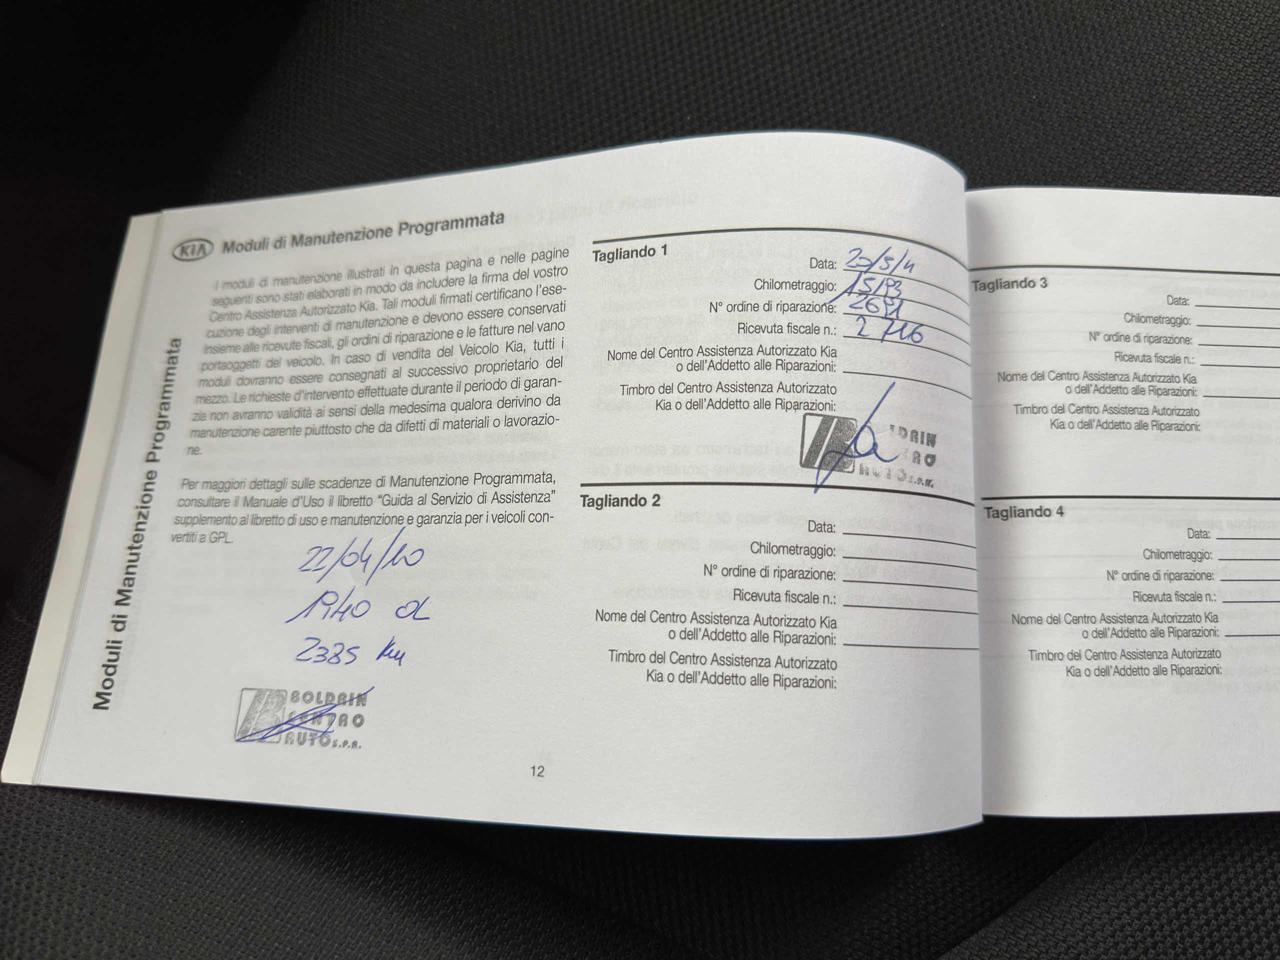 Moduli di Manutenzione Programmata
KIA Moduli di Manutenzione Programmata
I moduli di manutenzione illustrati in questa pagina e nelle pagine
seguenti sono stati elaborati in modo da includere la firma del vostro
Centro Assistenza Autorizzato Kia. Tali moduli firmati certificano l'ese-
cuzione degli interventi di manutenzione e devono essere conservati
insieme alle ricevute fiscali, gli ordini di riparazione e le fatture nel vano
portaoggetti del veicolo. In caso di vendita del Veicolo Kia, tutti i
moduli dovranno essere consegnati al successivo proprietario del
mezzo. Le richieste d'intervento effettuate durante il periodo di garan-
zia non avranno validità ai sensi della medesima qualora derivino da
manutenzione carente piuttosto che da difetti di materiali o lavorazio-
ne.
Per maggiori dettagli sulle scadenze di Manutenzione Programmata,
consultare il Manuale d'Uso il libretto "Guida al Servizio di Assistenza"
supplemento al libretto di uso e manutenzione e garanzia per i veicoli con-
vertiti a GPL.
22/04/10
1940 OL
2385 km
BOLDRIN
CENTRO
AUTO S.P.A.
12
Tagliando 1
Data:
Chilometraggio:
N° ordine di riparazione:
Ricevuta fiscale n.: 2716
Nome del Centro Assistenza Autorizzato Kia
o dell'Addetto alle Riparazioni:
Timbro del Centro Assistenza Autorizzato
Kia o dell'Addetto alle Riparazioni:
AUTO S.P.A.
Tagliando 2
Data:
Chilometraggio:
N° ordine di riparazione:
Ricevuta fiscale n.:
Nome del Centro Assistenza Autorizzato Kia
o dell'Addetto alle Riparazioni:
Timbro del Centro Assistenza Autorizzato
Kia o dell'Addetto alle Riparazioni:
Tagliando 3
Data:
Chilometraggio:
N° ordine di riparazione:
Ricevuta fiscale n.:
Nome del Centro Assistenza Autorizzato Kia
o dell'Addetto alle Riparazioni:
Timbro del Centro Assistenza Autorizzato
Kia o dell'Addetto alle Riparazioni:
Tagliando 4
Data:
Chilometraggio:
N° ordine di riparazione:
Ricevuta fiscale n.:
Nome del Centro Assistenza Autorizzato Kia
o dell'Addetto alle Riparazioni:
Timbro del Centro Assistenza Autorizzato
Kia o dell'Addetto alle Riparazioni: